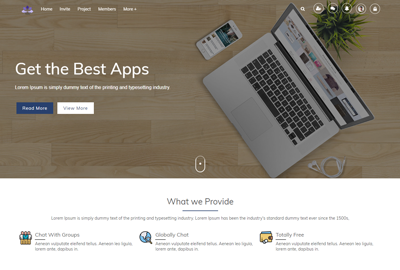 Home Invite Project Members More +
Get the Best Apps
Lorem Ipsum is simply dummy text of the printing and typesetting industry.
Read More View More
What we Provide
Lorem Ipsum is simply dummy text of the printing and typesetting industry. Lorem Ipsum has been the industry's standard dummy text ever since the 1500s.
Chat With Groups
Aenean vulputate eleifend tellus. Aenean leo ligula, lorem ante, dapibus in.
Globally Chat
Aenean vulputate eleifend tellus. Aenean leo ligula, lorem ante, dapibus in.
Totally Free
Aenean vulputate eleifend tellus. Aenean leo ligula, lorem ante, dapibus in.